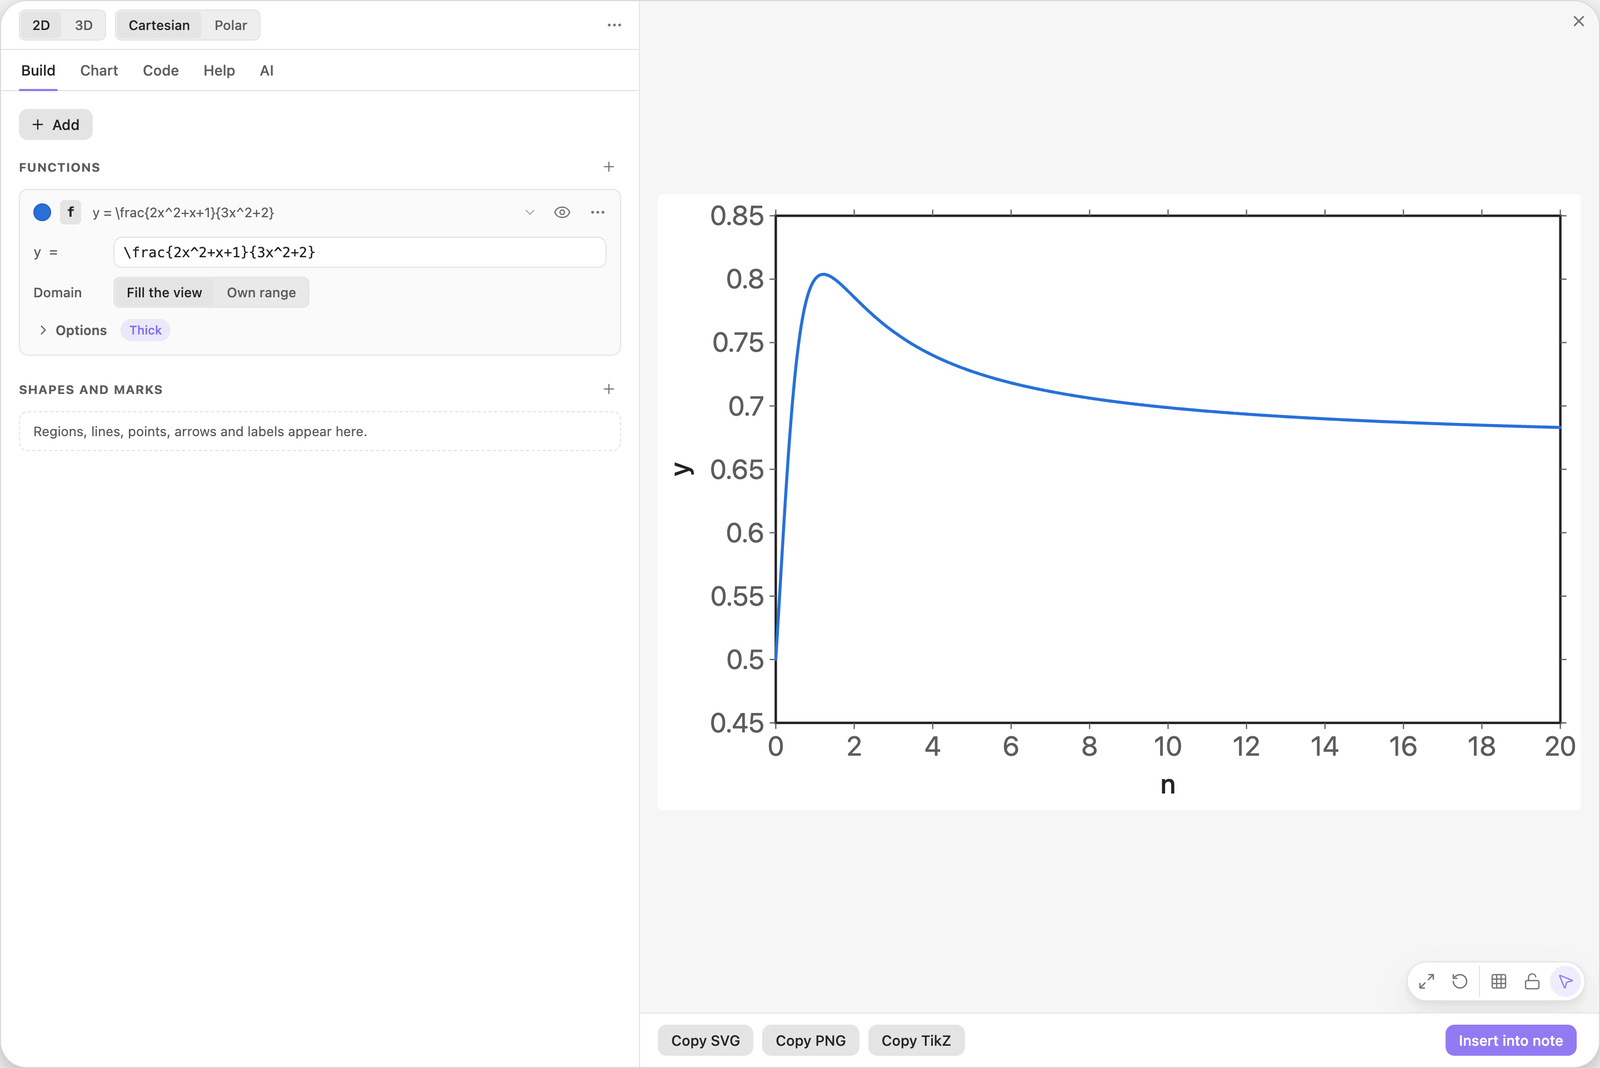 2D 3D Cartesian Polar
Build Chart Code Help AI
+ Add
FUNCTIONS
f y = \frac{2x^2+x+1}{3x^2+2}
y = \frac{2x^2+x+1}{3x^2+2}
Domain Fill the view Own range
Options Thick
SHAPES AND MARKS
Regions, lines, points, arrows and labels appear here.
0.85
0.8
0.75
0.7
0.65
0.6
0.55
0.5
0.45
y
0 2 4 6 8 10 12 14 16 18 20
n
Copy SVG Copy PNG Copy TikZ Insert into note